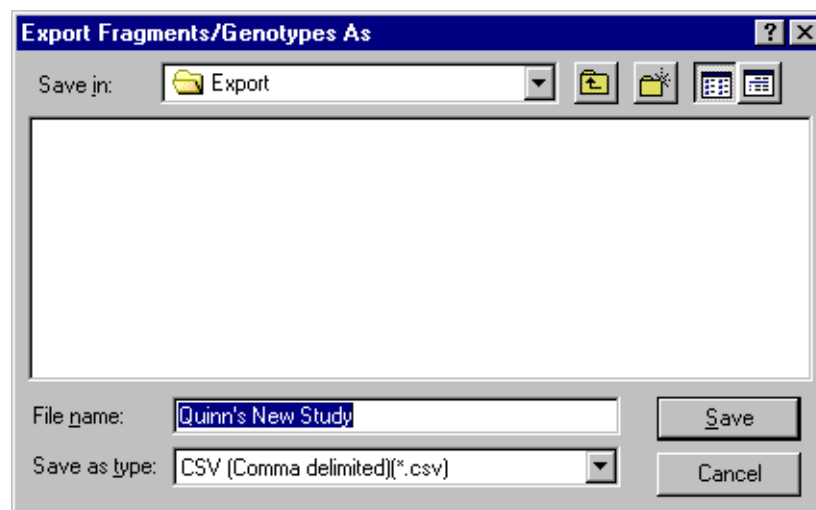 Export Fragments/Genotypes As
Save in: Export
File name: Quinn's New Study Save
Save as type: CSV (Comma delimited)(*.csv) Cancel